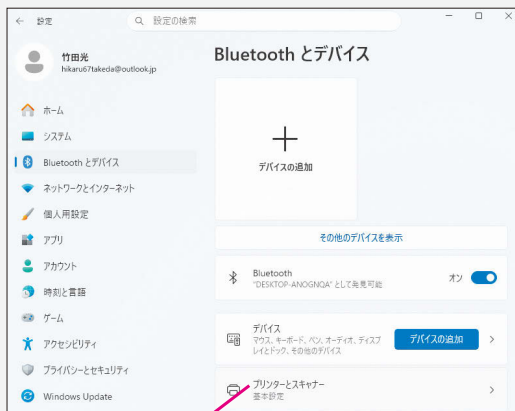 設定
設定の検索
竹田光
hikaru67takeda@outlook.jp
ホーム
システム
Bluetooth とデバイス
ネットワークとインターネット
個人用設定
アプリ
アカウント
時刻と言語
ゲーム
アクセシビリティ
プライバシーとセキュリティ
Windows Update
Bluetooth とデバイス
デバイスの追加
その他のデバイスを表示
Bluetooth
"DESKTOP-ANOGNQA" として発見可能
オン
デバイス
マウス、キーボード、ペン、オーディオ、ディスプ
レイとドック、その他のデバイス
デバイスの追加
プリンターとスキャナー
基本設定